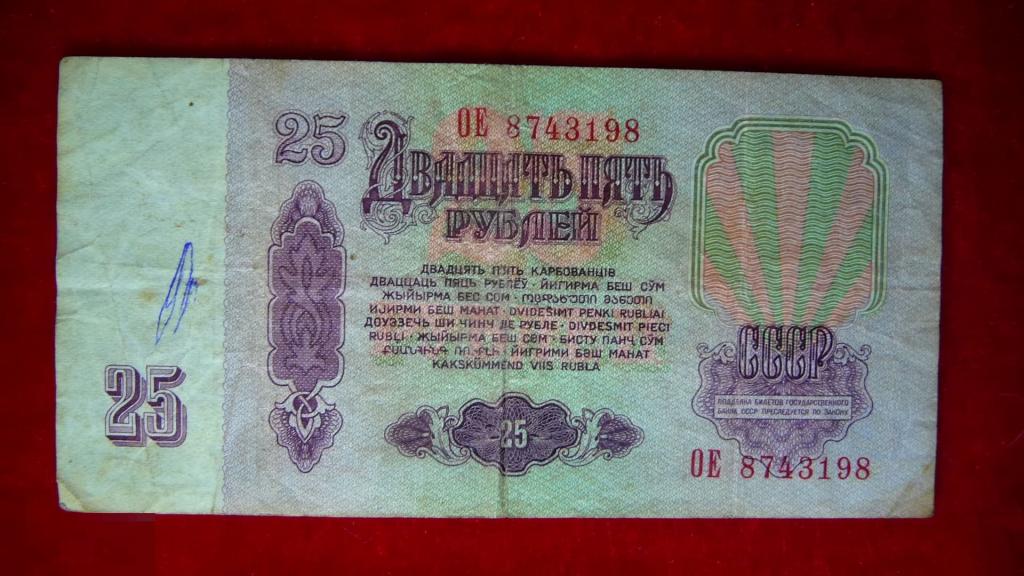 25
ОЕ 8743198
Двадцать пять
рублей
ДВАДЦЯТЬ П'ЯТЬ КАРБОВАНЦІВ
ДВАЦЦАЦЬ ПЯЦЬ РУБЛЁЎ · ЙИГИРМА БЕШ СЎМ
ЖЫЙЫРМА БЕС СОМ · ოცდახუთი მანეთი
ИЈИРМИ БЕШ МАНАТ · DVIDEŠIMT PENKI RUBLIAI
ДОУЭЗЕЧЬ ШИ ЧИНЧ ДЕ РУБЛЕ · DIVDESMIT PIECI
RUBĻI · ЖЫЙЫРМА БЕШ СОМ · БИСТУ ПАНҶ СӮМ
ՔՍԱՆՀԻՆԳ ՌՈՒԲԼԻ · ЙИГРИМИ БӘШ МАНАТ
KAKSKÜMMEND VIIS RUBLA
25
25
СССР
ПОДДЕЛКА БИЛЕТОВ ГОСУДАРСТВЕННОГО
БАНКА СССР ПРЕСЛЕДУЕТСЯ ПО ЗАКОНУ
ОЕ 8743198